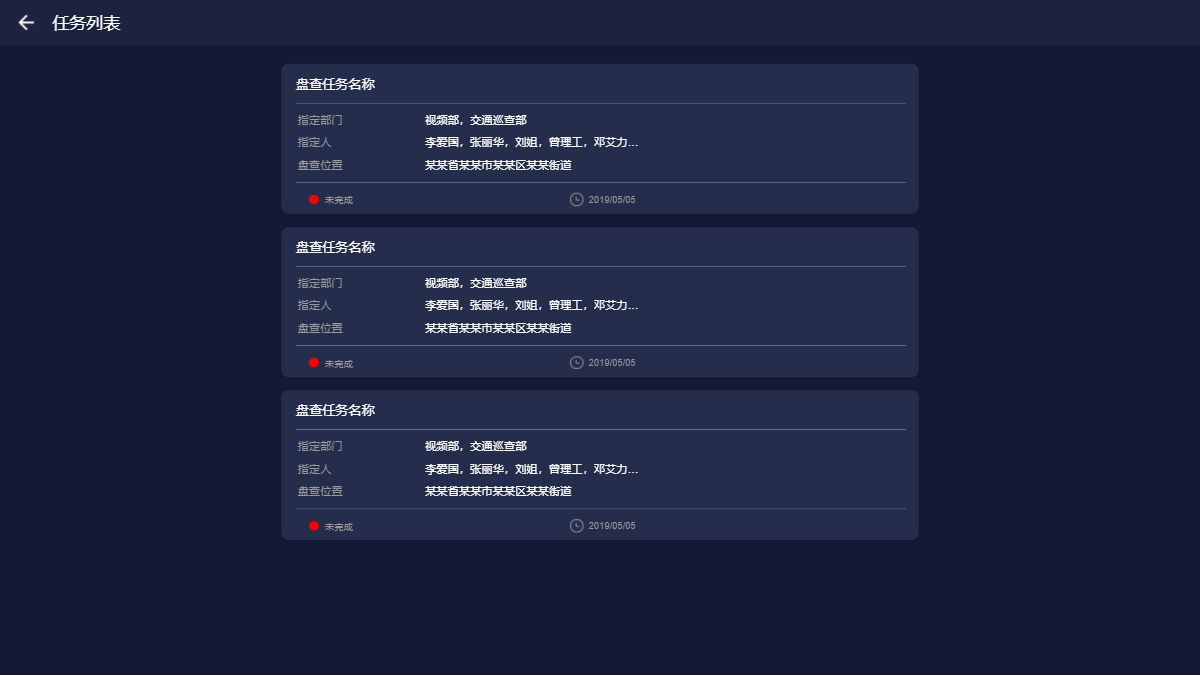 任务列表
盘查任务名称
指定部门 视频部，交通巡查部
指定人 李爱国，张丽华，刘姐，曾理工，邓艾力...
盘查位置 某某省某某市某某区某某街道
未完成 2019/05/05
盘查任务名称
指定部门 视频部，交通巡查部
指定人 李爱国，张丽华，刘姐，曾理工，邓艾力...
盘查位置 某某省某某市某某区某某街道
未完成 2019/05/05
盘查任务名称
指定部门 视频部，交通巡查部
指定人 李爱国，张丽华，刘姐，曾理工，邓艾力...
盘查位置 某某省某某市某某区某某街道
未完成 2019/05/05